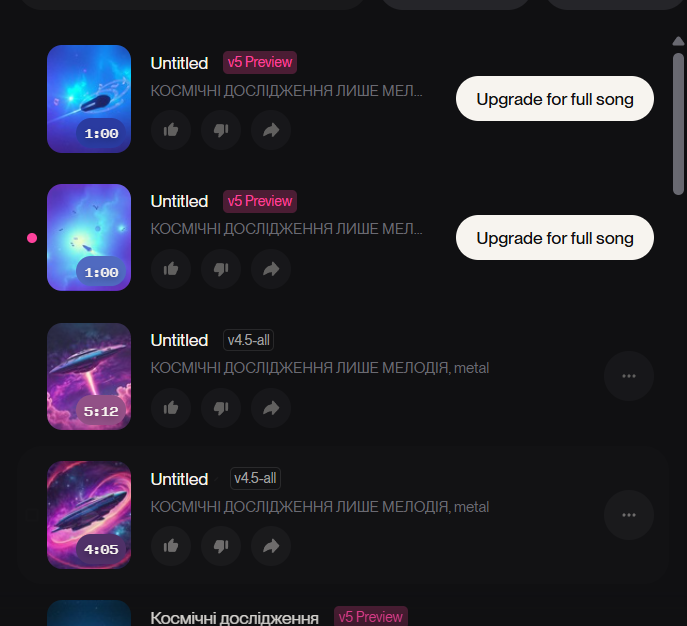 Untitled v5 Preview
КОСМІЧНІ ДОСЛІДЖЕННЯ ЛИШЕ МЕЛ...
Upgrade for full song
1:00
Untitled v5 Preview
КОСМІЧНІ ДОСЛІДЖЕННЯ ЛИШЕ МЕЛ...
Upgrade for full song
1:00
Untitled v4.5-all
КОСМІЧНІ ДОСЛІДЖЕННЯ ЛИШЕ МЕЛОДІЯ, metal
5:12
Untitled v4.5-all
КОСМІЧНІ ДОСЛІДЖЕННЯ ЛИШЕ МЕЛОДІЯ, metal
4:05
Космічні дослідження v5 Preview